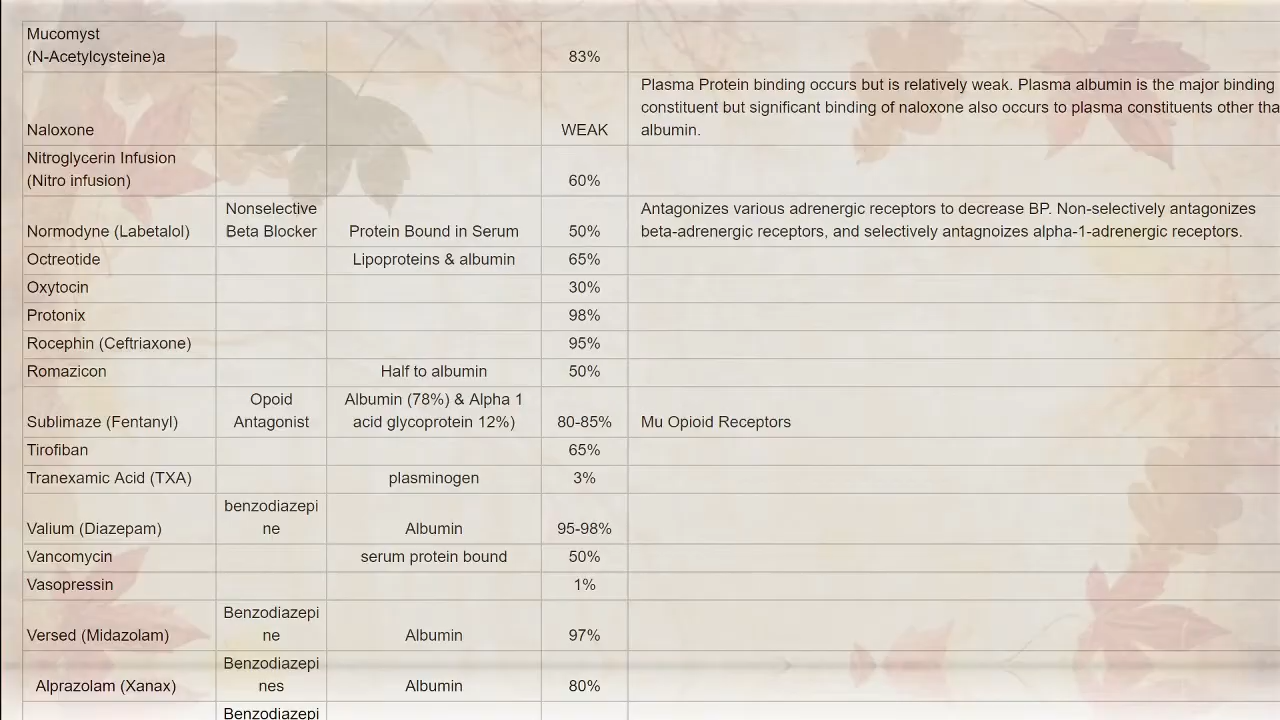 Mucomyst
(N-Acetylcysteine)a 83%
Plasma Protein binding occurs but is relatively weak. Plasma albumin is the major binding
constituent but significant binding of naloxone also occurs to plasma constituents other tha
Naloxone WEAK albumin.
Nitroglycerin Infusion
(Nitro infusion) 60%
Nonselective Antagonizes various adrenergic receptors to decrease BP. Non-selectively antagonizes
Normodyne (Labetalol) Beta Blocker Protein Bound in Serum 50% beta-adrenergic receptors, and selectively antagnoizes alpha-1-adrenergic receptors.
Octreotide Lipoproteins & albumin 65%
Oxytocin 30%
Protonix 98%
Rocephin (Ceftriaxone) 95%
Romazicon Half to albumin 50%
Opoid Albumin (78%) & Alpha 1
Sublimaze (Fentanyl) Antagonist acid glycoprotein 12%) 80-85% Mu Opioid Receptors
Tirofiban 65%
Tranexamic Acid (TXA) plasminogen 3%
benzodiazepi
Valium (Diazepam) ne Albumin 95-98%
Vancomycin serum protein bound 50%
Vasopressin 1%
Benzodiazepi
Versed (Midazolam) ne Albumin 97%
Benzodiazepi
Alprazolam (Xanax) nes Albumin 80%
Benzodiazepi